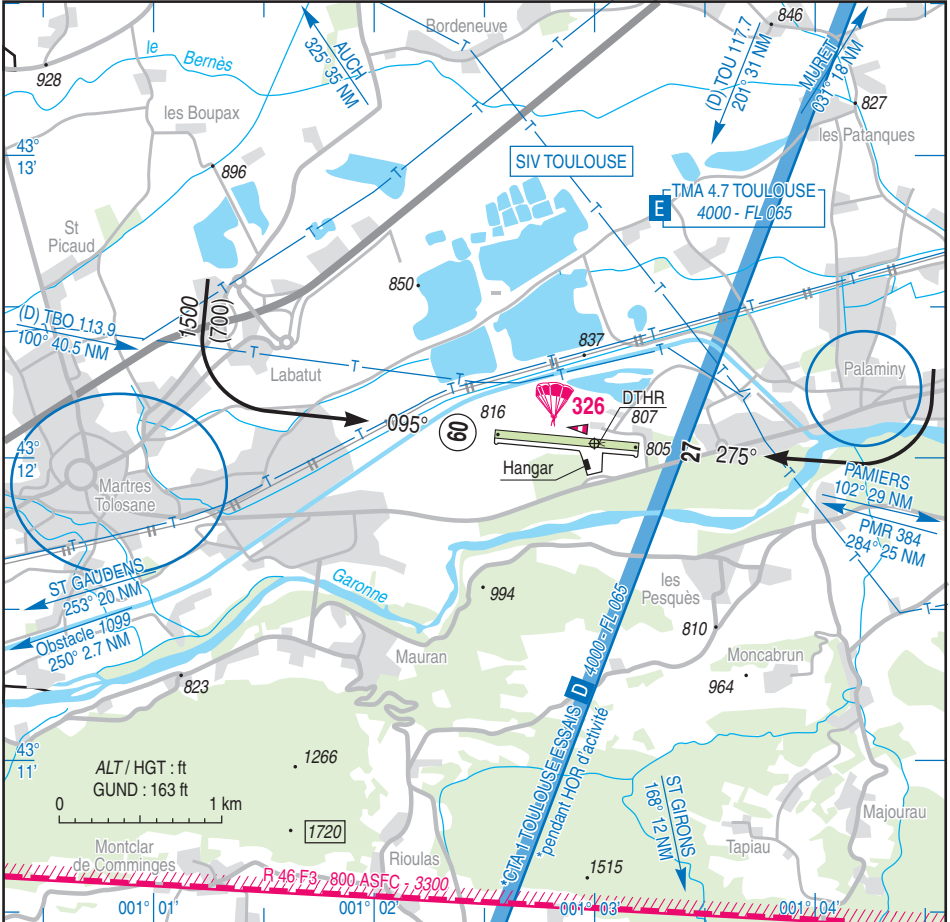 Bordeneuve
846
le
Bernès
AUCH
325° 35 NM
(D) TOU 117.7
201° 31 NM
MURET
031° 18 NM
928
827
les Boupax
les Patanques
43°
13'
896
SIV TOULOUSE
E
TMA 4.7 TOULOUSE
4000 - FL 065
St
Picaud
850
1500
(700)
(D) TBO 113.9
100° 40.5 NM
837
Labatut
Palaminy
326
DTHR
807
816
095°
09
805
27
275°
43°
12'
Hangar
Martres
Tolosane
PAMIERS
102° 29 NM
PMR 384
284° 25 NM
ST GAUDENS
253° 20 NM
Garonne
994
les
Pesquès
Obstacle 1099
250° 2.7 NM
810
Mauran
Moncabrun
823
964
43°
11'
1266
ALT / HGT : ft
GUND : 163 ft
0
1 km
*CTA 1 TOULOUSE ESSAIS D 4000-FL 065
*pendant HOR d'activité
ST GIRONS
168° 12 NM
Majourau
1720
Montclar
de Comminges
Rioulas
Tapiau
1515
R 46 F3 800 ASFC - 3300
001° 01'
001° 02'
001° 03'
001° 04'